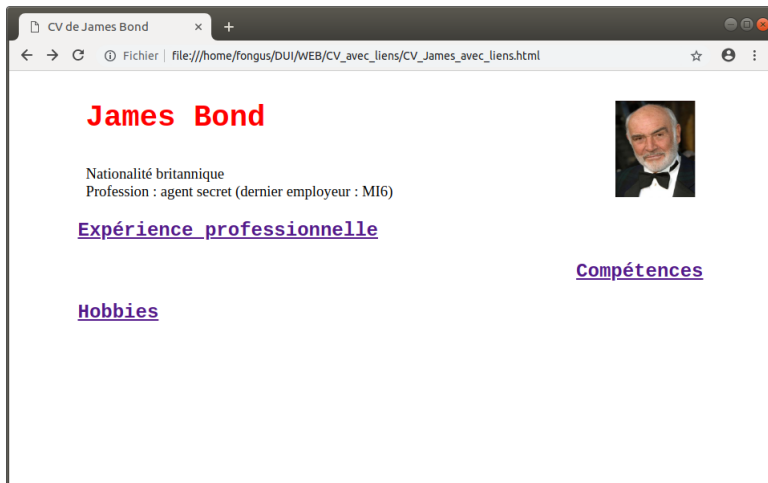 CV de James Bond
Fichier file:///home/fongus/DUI/WEB/CV_avec_liens/CV_James_avec_liens.html
James Bond
Nationalité britannique
Profession : agent secret (dernier employeur : MI6)
Expérience professionnelle
Compétences
Hobbies